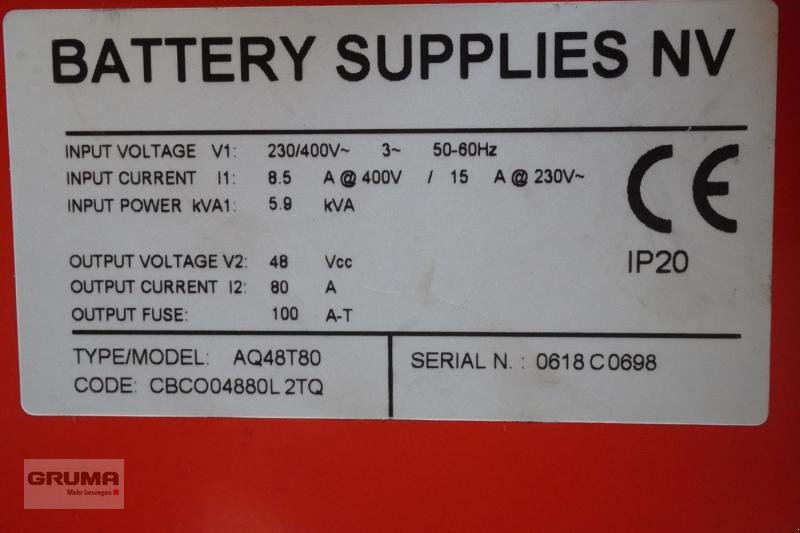 BATTERY SUPPLIES NV
INPUT VOLTAGE V1: 230/400V~ 3~ 50-60Hz
INPUT CURRENT I1: 8.5 A @ 400V / 15 A @ 230V~
INPUT POWER kVA1: 5.9 kVA
CE
IP20
OUTPUT VOLTAGE V2: 48 Vcc
OUTPUT CURRENT I2: 80 A
OUTPUT FUSE: 100 A-T
TYPE/MODEL: AQ48T80
CODE: CBCO04880L 2TQ
SERIAL N. : 0618 C0698
GRUMA
Mehr bewegen